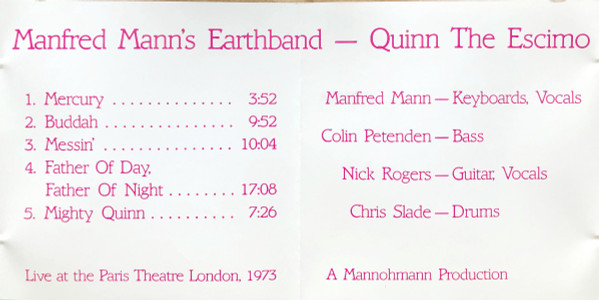 Manfred Mann's Earthband — Quinn The Escimo
1. Mercury .............. 3:52
2. Buddah ............... 9:52
3. Messin' ............... 10:04
4. Father Of Day,
Father Of Night ........ 17:08
5. Mighty Quinn .......... 7:26
Live at the Paris Theatre London, 1973
Manfred Mann — Keyboards, Vocals
Colin Petenden — Bass
Nick Rogers — Guitar, Vocals
Chris Slade — Drums
A Mannohmann Production